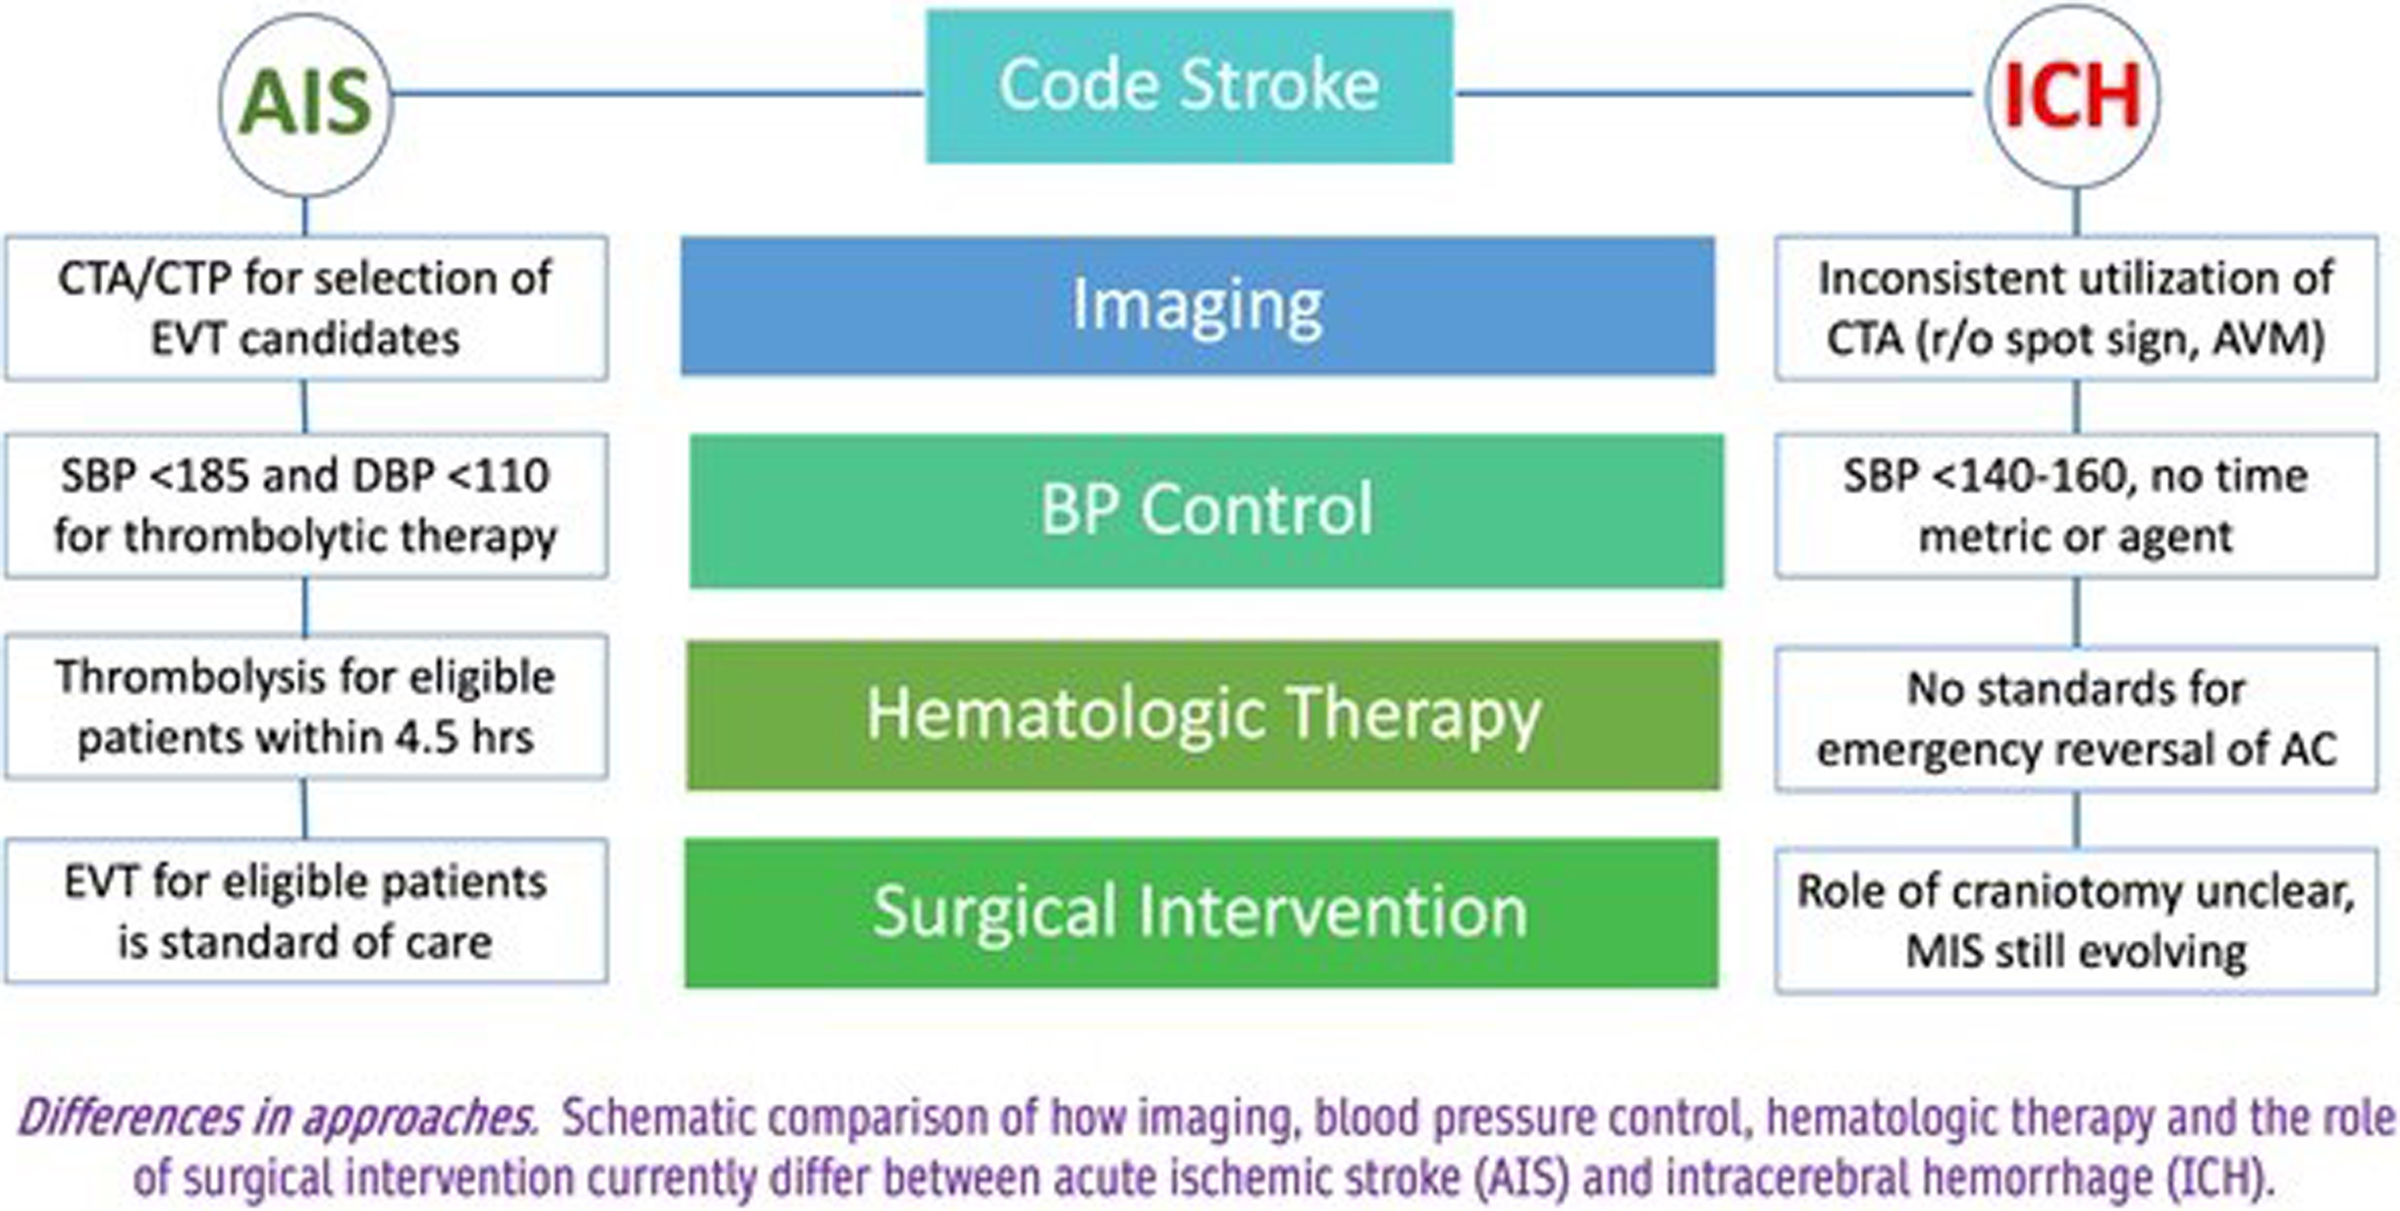 AIS
Code Stroke
ICH
CTA/CTP for selection of
EVT candidates
Imaging
Inconsistent utilization of
CTA (r/o spot sign, AVM)
SBP <185 and DBP <110
for thrombolytic therapy
BP Control
SBP <140-160, no time
metric or agent
Thrombolysis for eligible
patients within 4.5 hrs
Hematologic Therapy
No standards for
emergency reversal of AC
EVT for eligible patients
is standard of care
Surgical Intervention
Role of craniotomy unclear,
MIS still evolving
Differences in approaches. Schematic comparison of how imaging, blood pressure control, hematologic therapy and the role
of surgical intervention currently differ between acute ischemic stroke (AIS) and intracerebral hemorrhage (ICH).